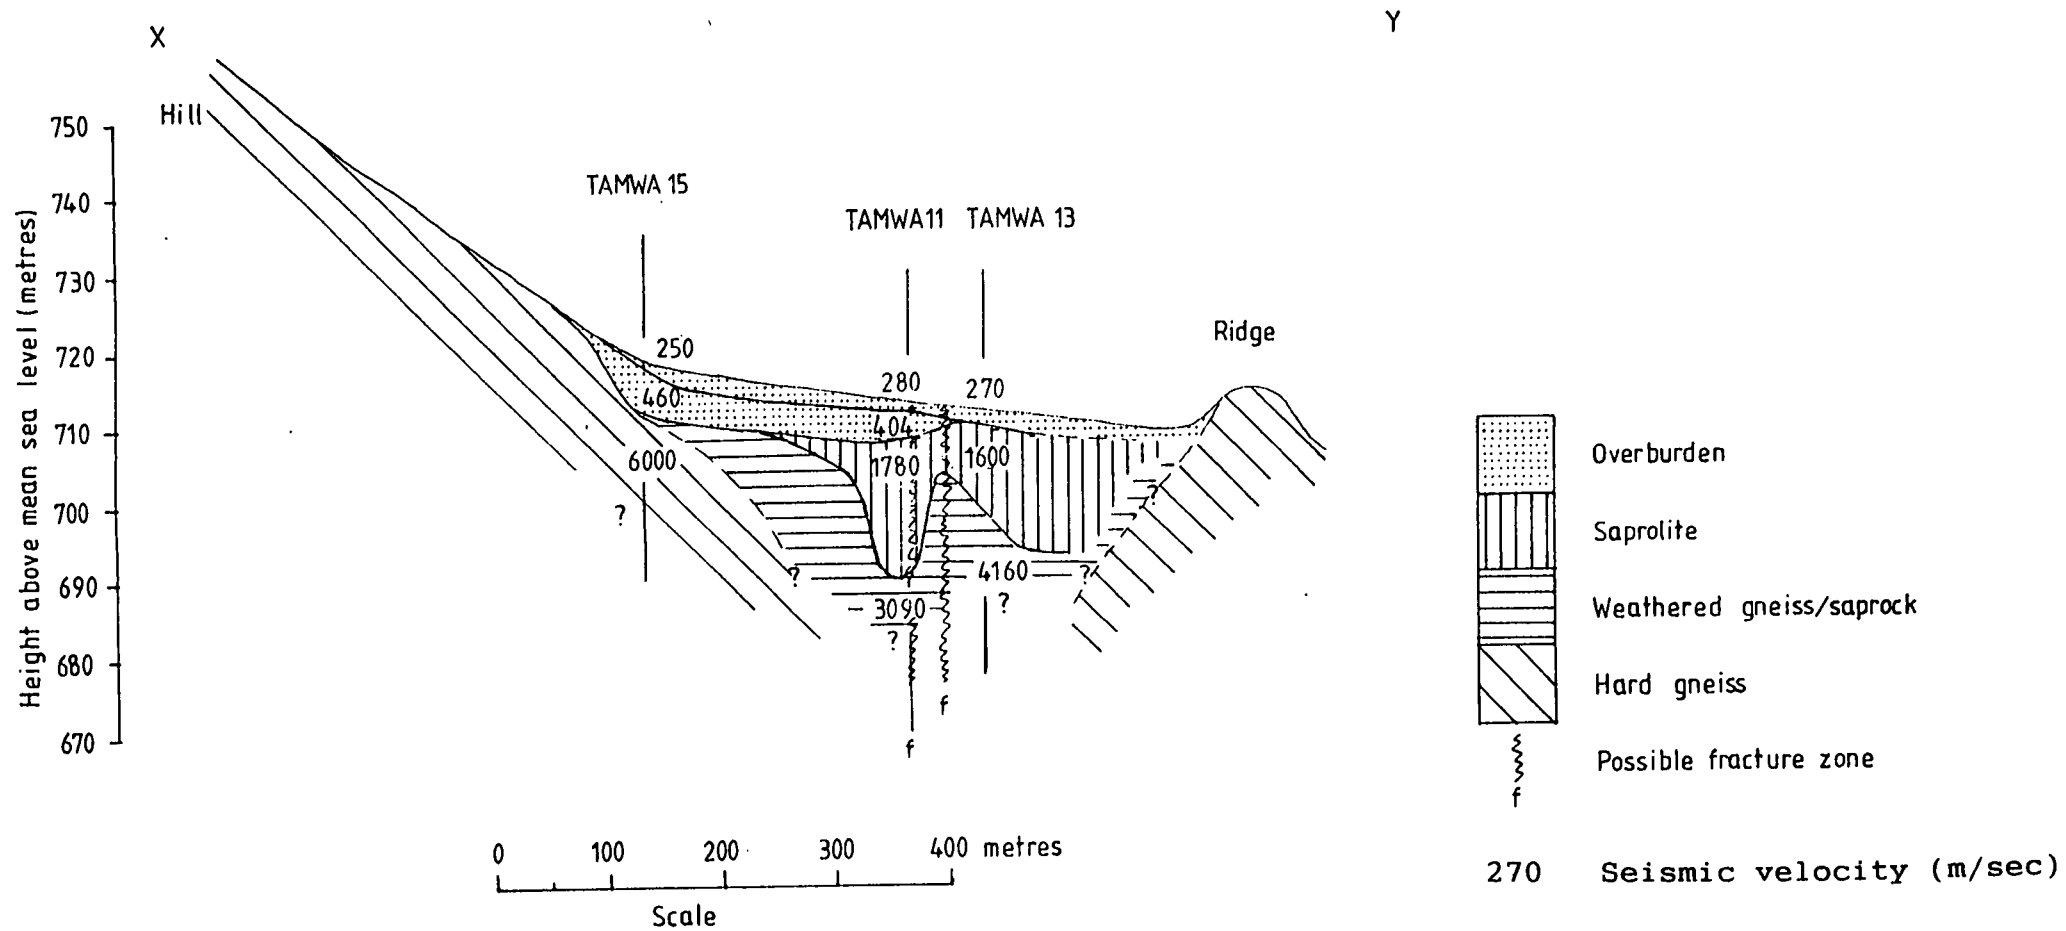 X
Y
Hill
Height above mean sea level (metres)
750
740
730
720
710
700
690
680
670
TAMWA 15
TAMWA 11
TAMWA 13
Ridge
250
280
270
460
404
6000
1780
1600
?
?
?
4160
?
3090
?
?
f
f
0
100
200
300
400 metres
Scale
Overburden
Saprolite
Weathered gneiss/saprock
Hard gneiss
f
Possible fracture zone
270 Seismic velocity (m/sec)